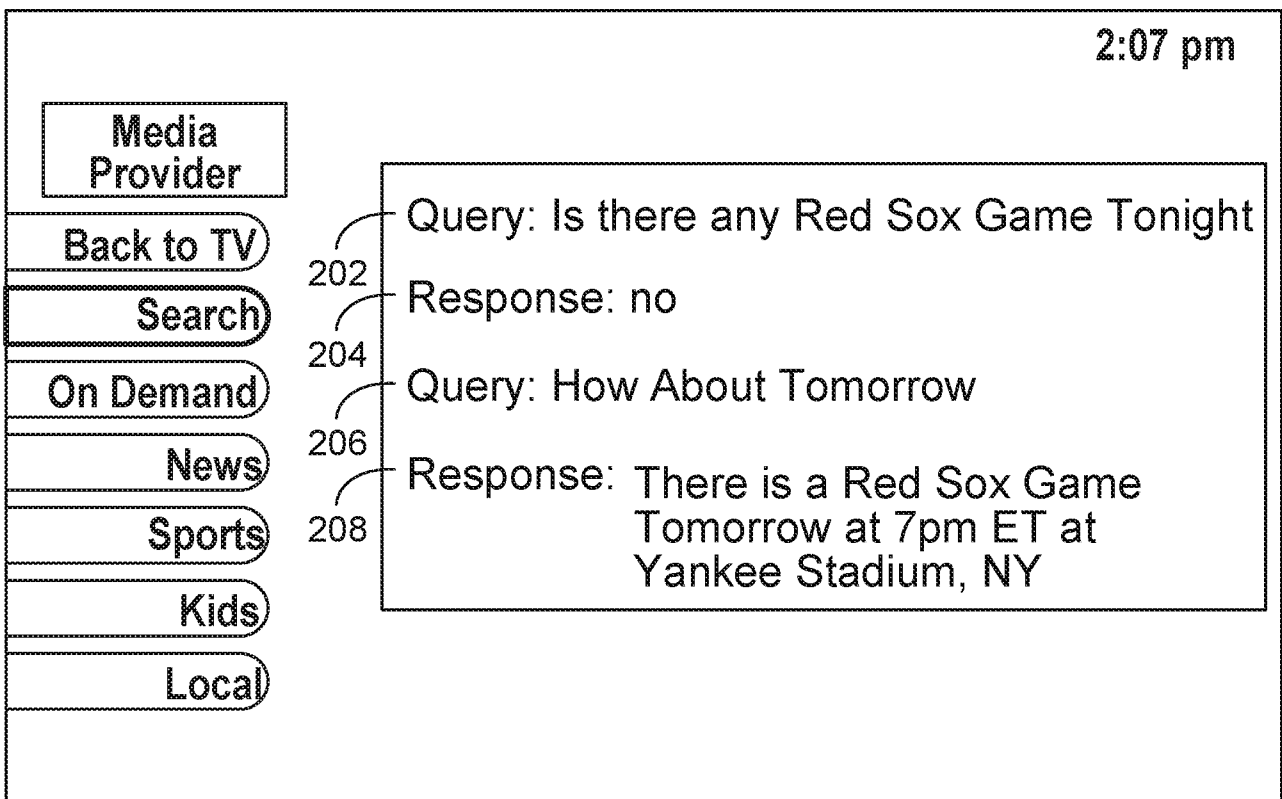 2:07 pm
Media
Provider
Back to TV
Search
On Demand
News
Sports
Kids
Local
Query: Is there any Red Sox Game Tonight
202
Response: no
204
Query: How About Tomorrow
206
Response: There is a Red Sox Game
Tomorrow at 7pm ET at
Yankee Stadium, NY
208